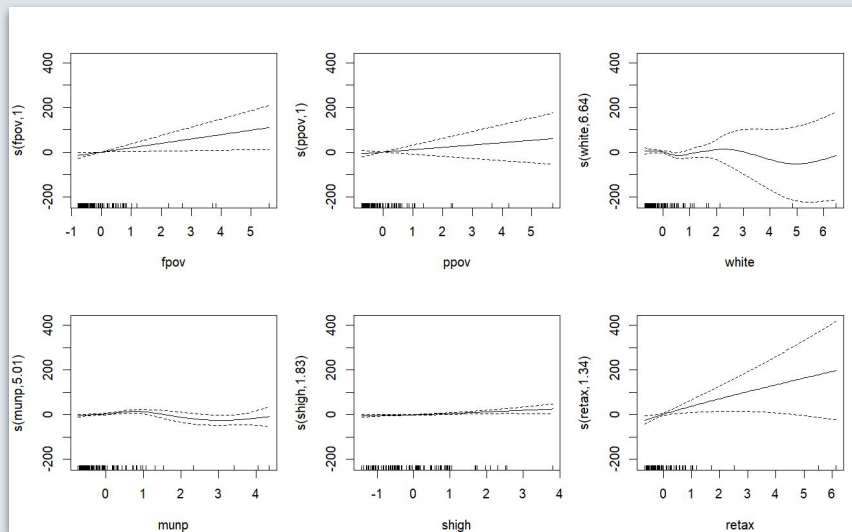 s(fpov,1)
-200 0 200 400
-1 0 1 2 3 4 5
fpov
s(ppov,1)
-200 0 200 400
0 1 2 3 4 5
ppov
s(white,6.64)
-200 0 200 400
0 1 2 3 4 5 6
white
s(munp,5.01)
-200 0 200 400
0 1 2 3 4
munp
s(shigh,1.83)
-200 0 200 400
-1 0 1 2 3 4
shigh
s(retax,1.34)
-200 0 200 400
0 1 2 3 4 5 6
retax